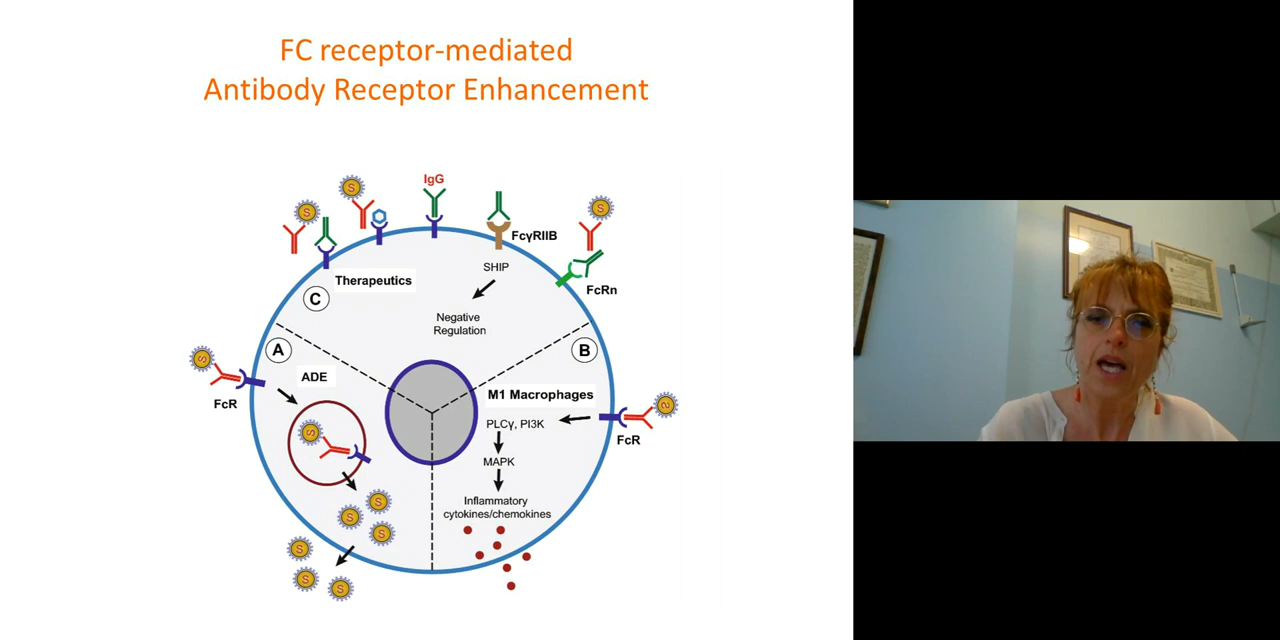 FC receptor-mediated
Antibody Receptor Enhancement
IgG
S
S
S
FcγRIIB
SHIP
Negative
Regulation
FcRn
Therapeutics
C
A
B
S
FcR
ADE
S
S
S
S
S
S
S
M1 Macrophages
PLCγ, PI3K
MAPK
Inflammatory
cytokines/chemokines
S
FcR